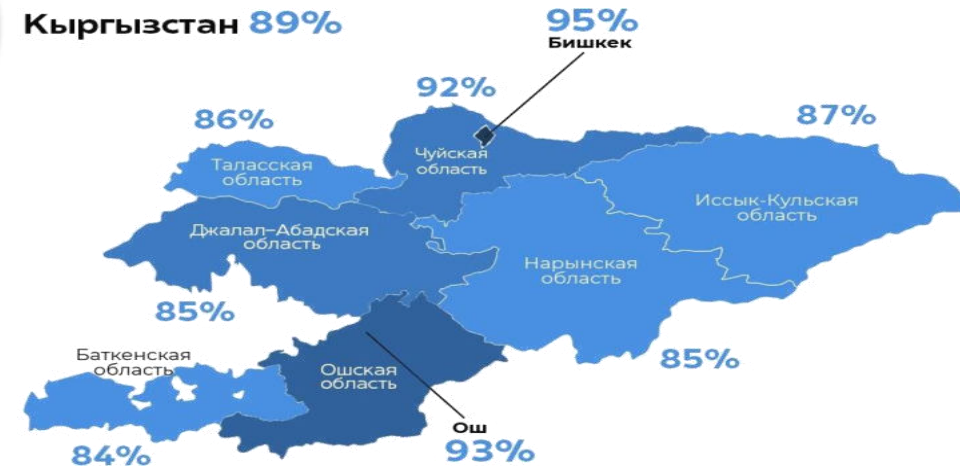 Кыргызстан 89%
95%
Бишкек
92%
86%
87%
Чуйская
область
Таласская
область
Иссык-Кульская
область
Джалал-Абадская
область
Нарынская
область
85%
85%
Баткенская
область
Ошская
область
Ош
93%
84%